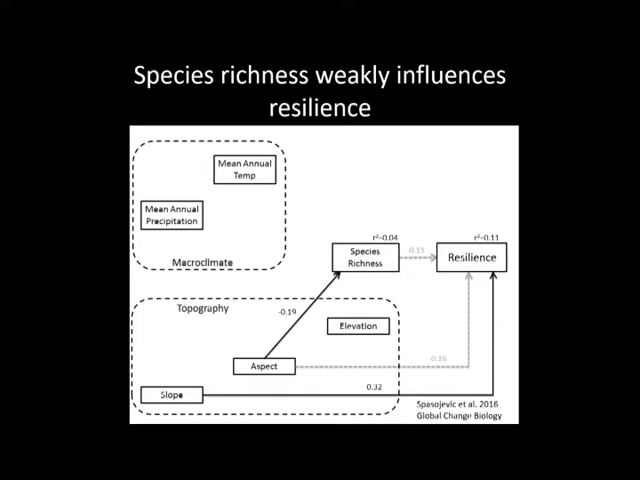 Species richness weakly influences
resilience
Mean Annual
Temp
Mean Annual
Precipitation
Macroclimate
r²=0.04
Species
Richness
-0.15
r²=0.11
Resilience
Topography
-0.19
Elevation
Aspect
-0.16
0.32
Slope
Spasojevic et al. 2016
Global Change Biology